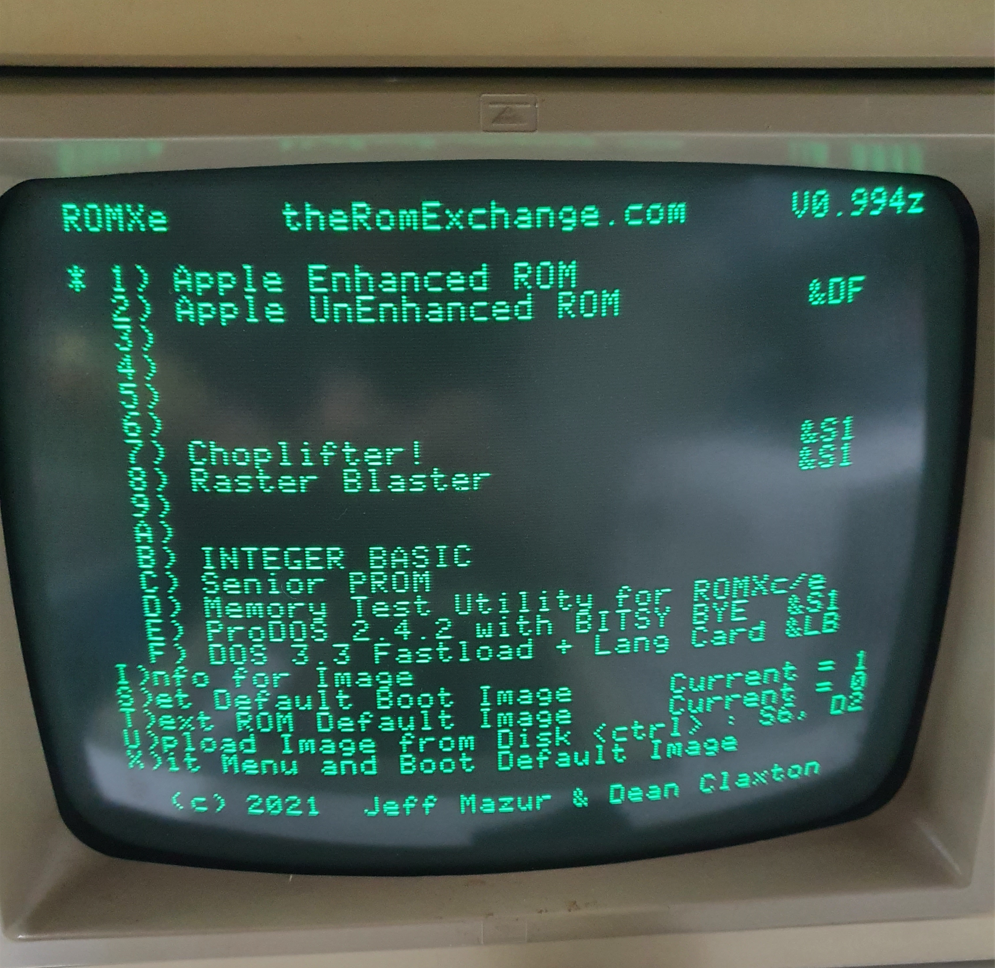 ROMXe theRomExchange.com V0.994z
* 1) Apple Enhanced ROM
2) Apple UnEnhanced ROM &DF
3)
4)
5)
6)
7) Choplifter! &S1
8) Raster Blaster &S1
9)
A)
B) INTEGER BASIC
C) Senior PROM
D) Memory Test Utility for ROMXc/e
E) ProDOS 2.4.2 with BITSY BYE &S1
F) DOS 3.3 Fastload + Lang Card &LB
I)nfo for Image
S)et Default Boot Image Current = 1
T)ext ROM Default Image Current = 0
U)pload Image from Disk <ctrl> : S6, D2
X)it Menu and Boot Default Image
(c) 2021 Jeff Mazur & Dean Claxton